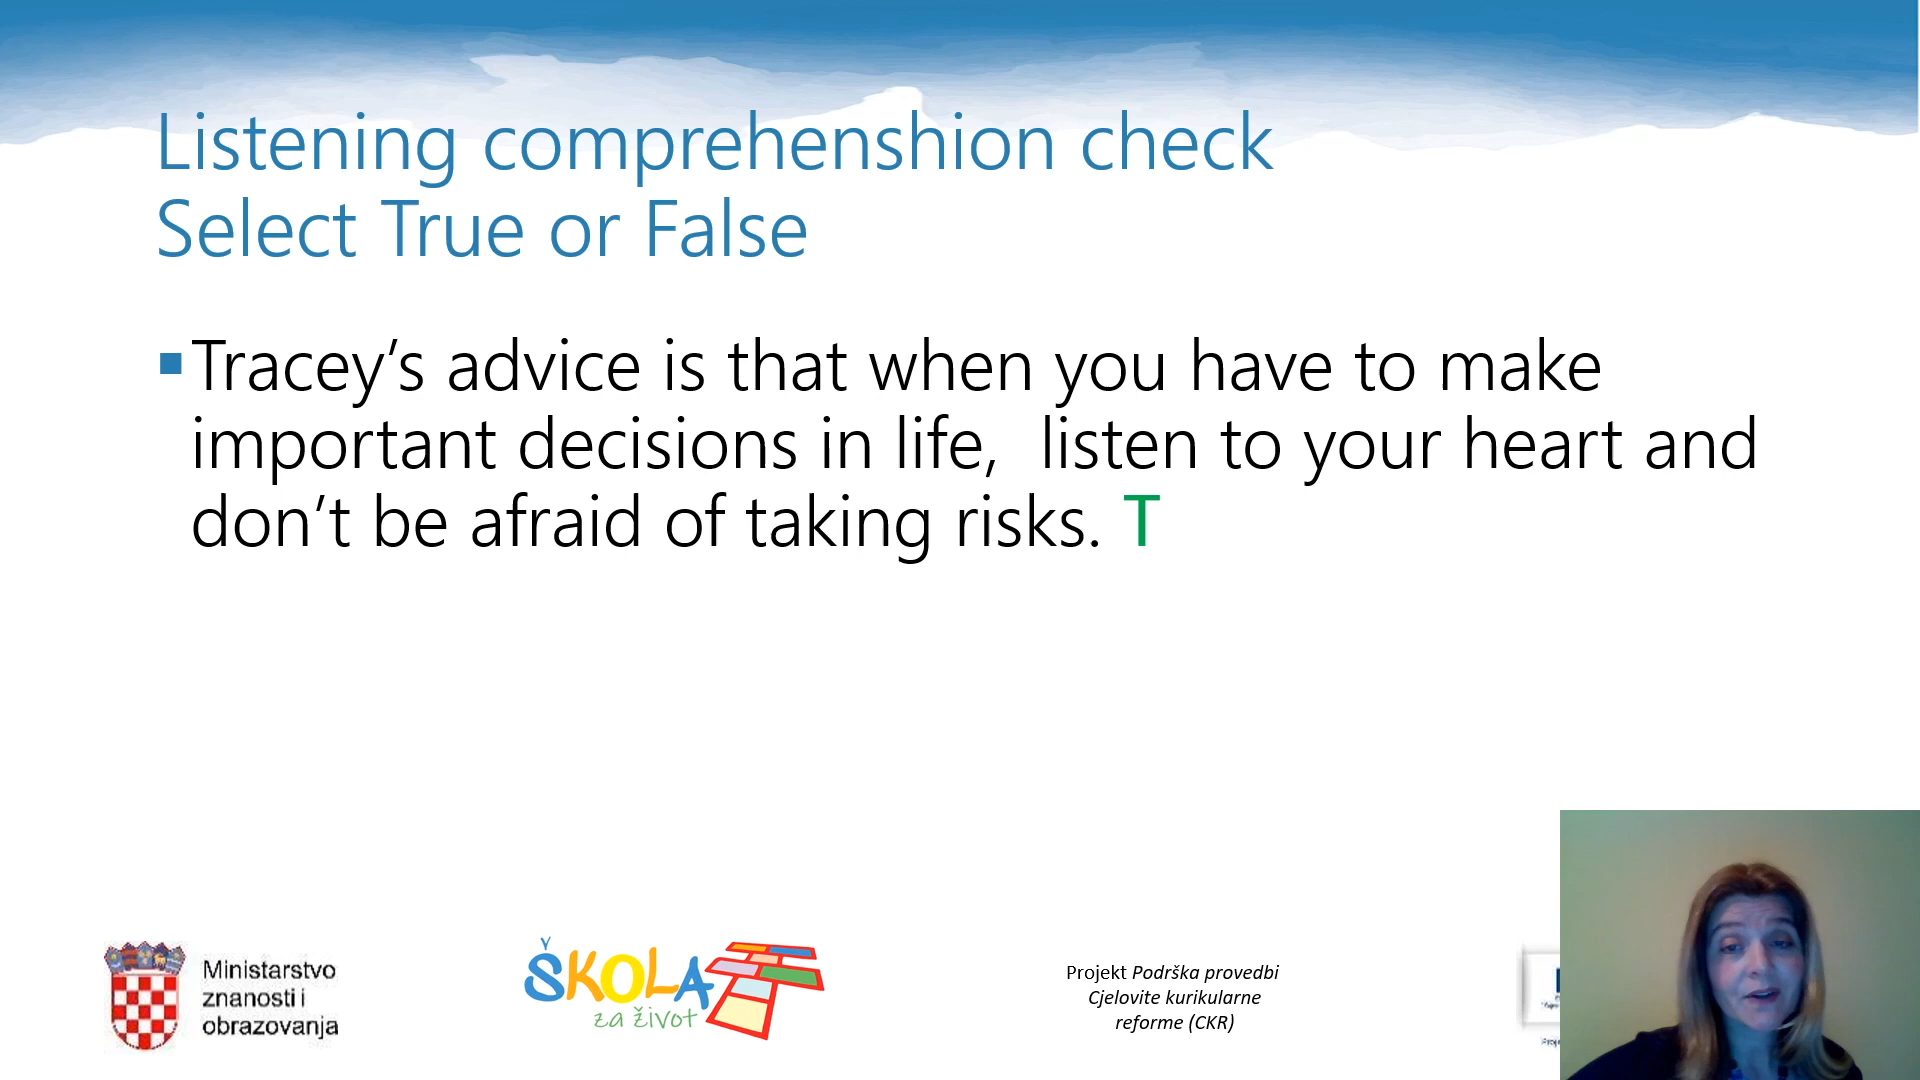 Listening comprehenshion check
Select True or False
Tracey’s advice is that when you have to make
important decisions in life,  listen to your heart and
don’t be afraid of taking risks. T
Ministarstvo
znanosti i
obrazovanja
ŠKOLA
za život
Projekt Podrška provedbi
Cjelovite kurikularne
reforme (CKR)